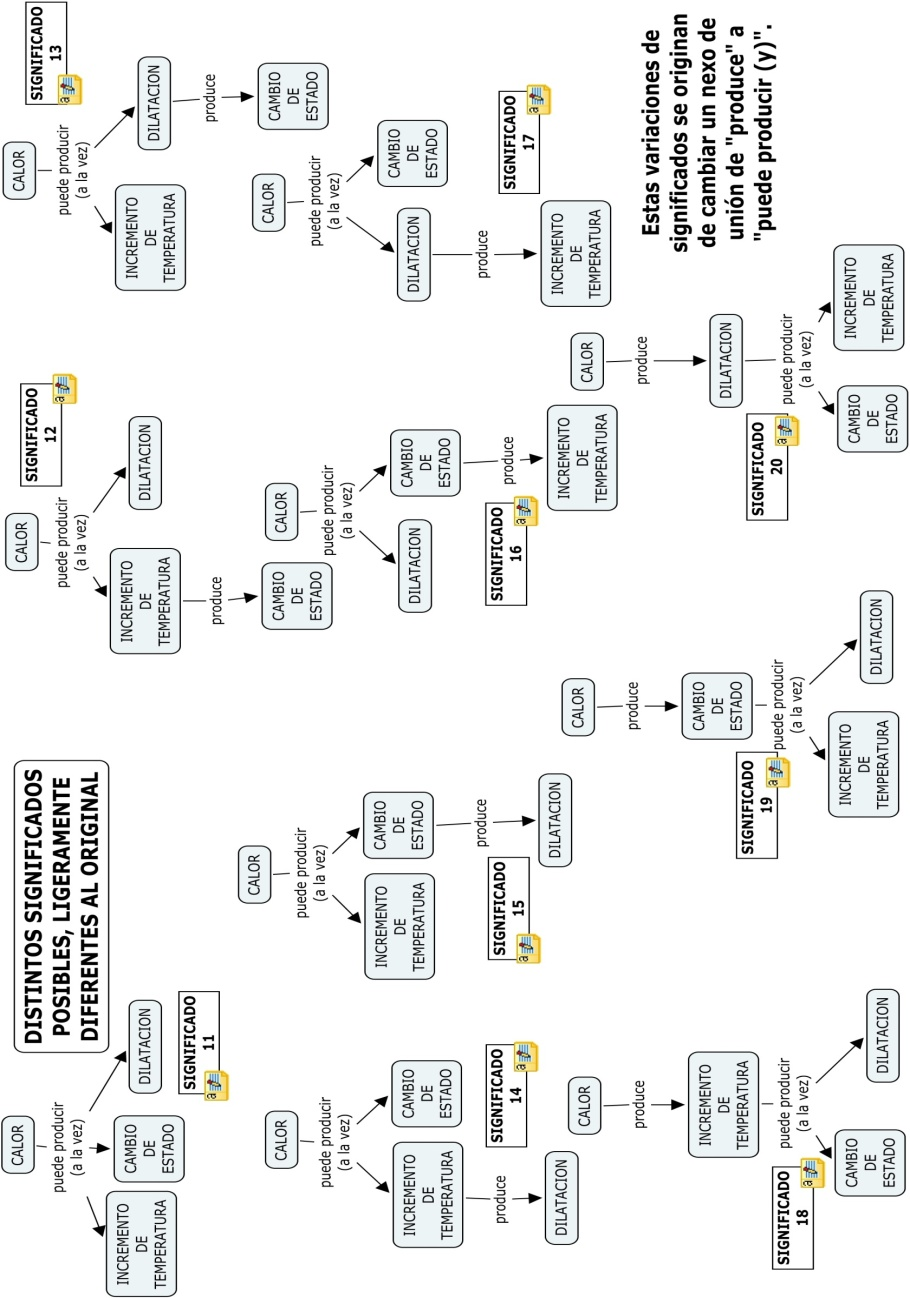 DISTINTOS SIGNIFICADOS
POSIBLES, LIGERAMENTE
DIFERENTES AL ORIGINAL
CALOR
puede producir
(a la vez)
INCREMENTO
DE
TEMPERATURA
CAMBIO
DE
ESTADO
DILATACION
SIGNIFICADO
11
CALOR
puede producir
(a la vez)
INCREMENTO
DE
TEMPERATURA
DILATACION
produce
CAMBIO
DE
ESTADO
SIGNIFICADO
12
CALOR
puede producir
(a la vez)
INCREMENTO
DE
TEMPERATURA
DILATACION
produce
CAMBIO
DE
ESTADO
SIGNIFICADO
13
CALOR
puede producir
(a la vez)
INCREMENTO
DE
TEMPERATURA
CAMBIO
DE
ESTADO
produce
DILATACION
SIGNIFICADO
14
CALOR
puede producir
(a la vez)
INCREMENTO
DE
TEMPERATURA
CAMBIO
DE
ESTADO
produce
DILATACION
SIGNIFICADO
15
CALOR
puede producir
(a la vez)
DILATACION
CAMBIO
DE
ESTADO
produce
INCREMENTO
DE
TEMPERATURA
SIGNIFICADO
16
CALOR
puede producir
(a la vez)
DILATACION
CAMBIO
DE
ESTADO
produce
INCREMENTO
DE
TEMPERATURA
SIGNIFICADO
17
CALOR
produce
INCREMENTO
DE
TEMPERATURA
puede producir
(a la vez)
CAMBIO
DE
ESTADO
DILATACION
SIGNIFICADO
18
CALOR
produce
CAMBIO
DE
ESTADO
puede producir
(a la vez)
INCREMENTO
DE
TEMPERATURA
DILATACION
SIGNIFICADO
19
CALOR
produce
DILATACION
puede producir
(a la vez)
CAMBIO
DE
ESTADO
INCREMENTO
DE
TEMPERATURA
SIGNIFICADO
20
Estas variaciones de
significados se originan
de cambiar un nexo de
unión de "produce" a
"puede producir (y)".